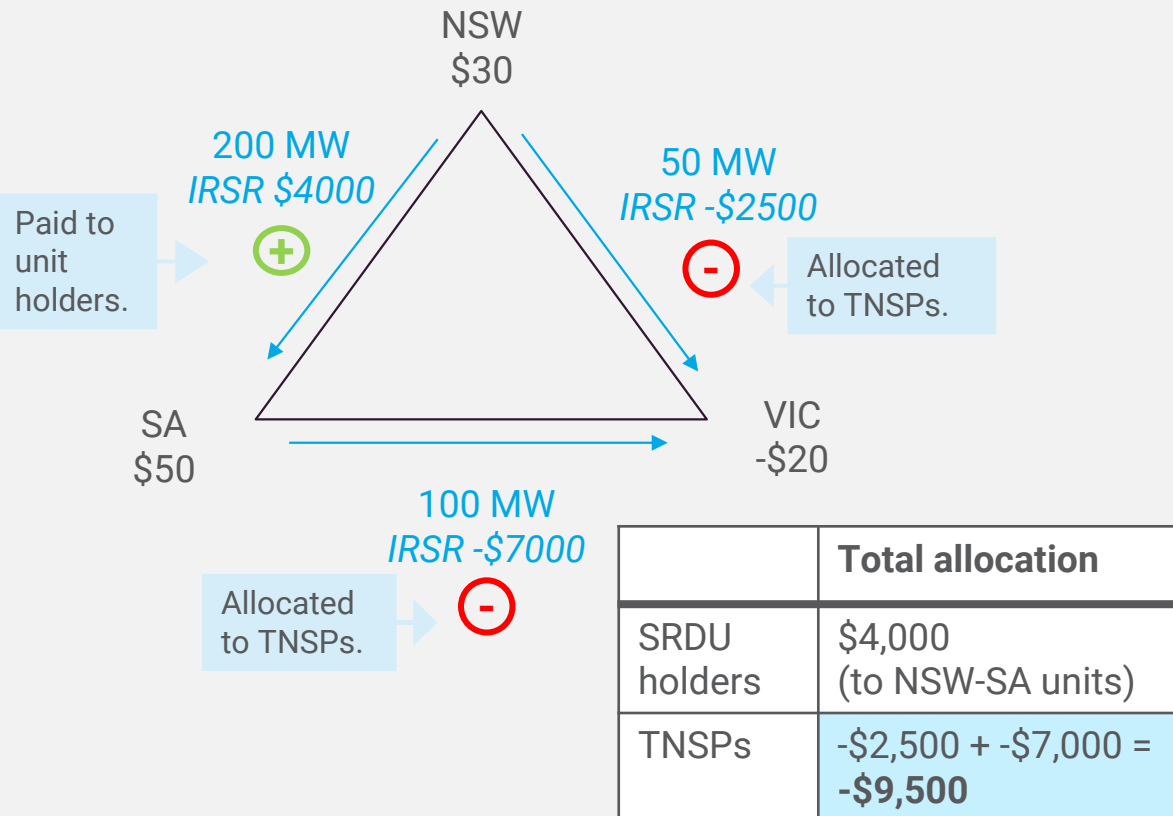 NSW
$30
200 MW
IRSR $4000
50 MW
IRSR -$2500
Paid to
unit
holders.
+
-
Allocated
to TNSPs.
SA
$50
VIC
-$20
100 MW
IRSR -$7000
-
Allocated
to TNSPs.
Total allocation
SRDU
holders
$4,000
(to NSW-SA units)
TNSPs
-$2,500 + -$7,000 =
-$9,500